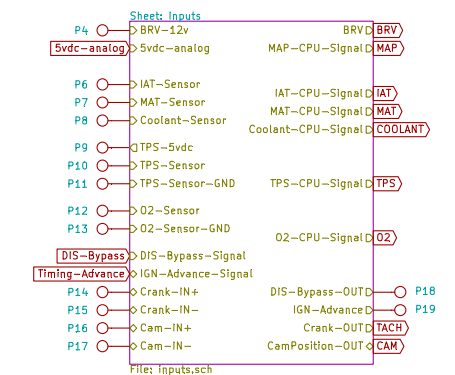 Sheet: Inputs
P4 BRV-12v BRV BRV
5vdc-analog 5vdc-analog MAP-CPU-SIgnal MAP
P6 IAT-Sensor IAT-CPU-SIgnal IAT
P7 MAT-Sensor MAT-CPU-SIgnal MAT
P8 Coolant-Sensor Coolant-CPU-Signal COOLANT
P9 TPS-5vdc
P10 TPS-Sensor
P11 TPS-Sensor-GND TPS-CPU-SIgnal TPS
P12 O2-Sensor
P13 O2-Sensor-GND O2-CPU-SIgnal O2
DIS-Bypass DIS-Bypass-Signal
Timing-Advance IGN-Advance-Signal
P14 Crank-IN+ DIS-Bypass-OUT P18
P15 Crank-IN- IGN-Advance P19
P16 Cam-IN+ Crank-OUT TACH
P17 Cam-IN- CamPosition-OUT CAM
File: inputs.sch